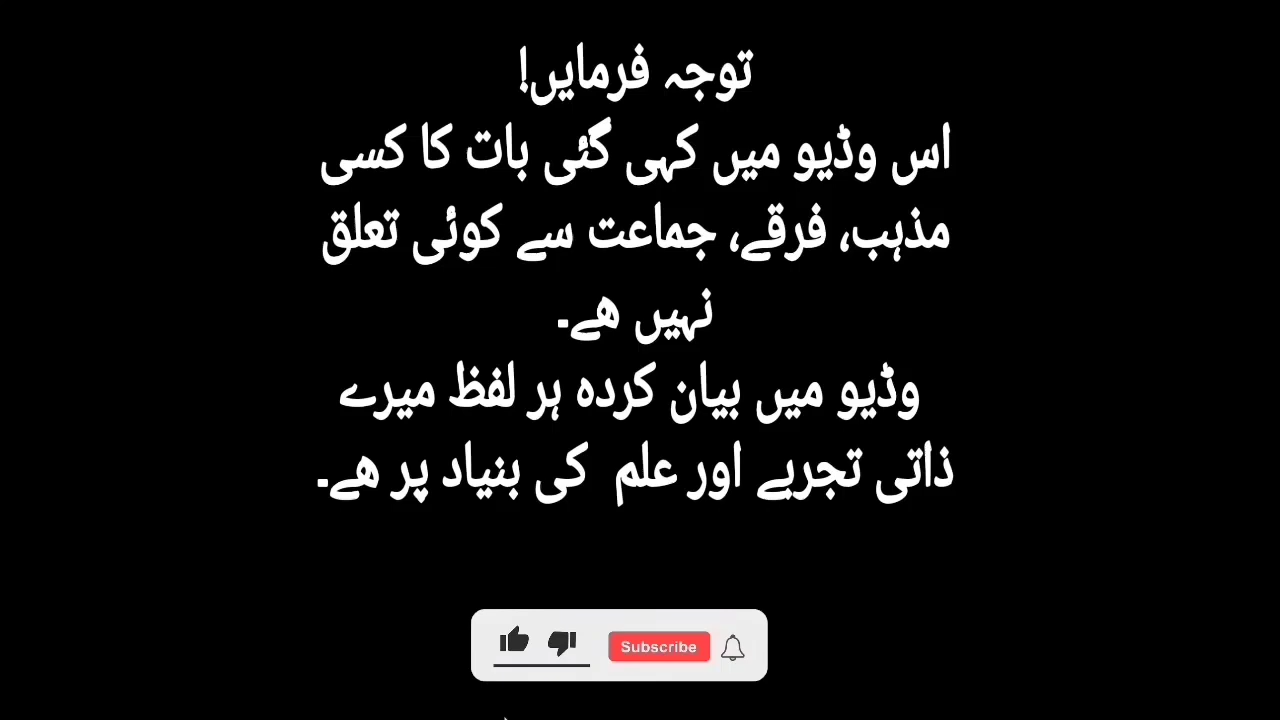 توجہ فرمایں!
اس وڈیو میں کہی گئی بات کا کسی
مذہب، فرقے، جماعت سے کوئی تعلق
نہیں ھے۔
وڈیو میں بیان کردہ ہر لفظ میرے
ذاتی تجربے اور علم  کی بنیاد پر ھے۔
Subscribe